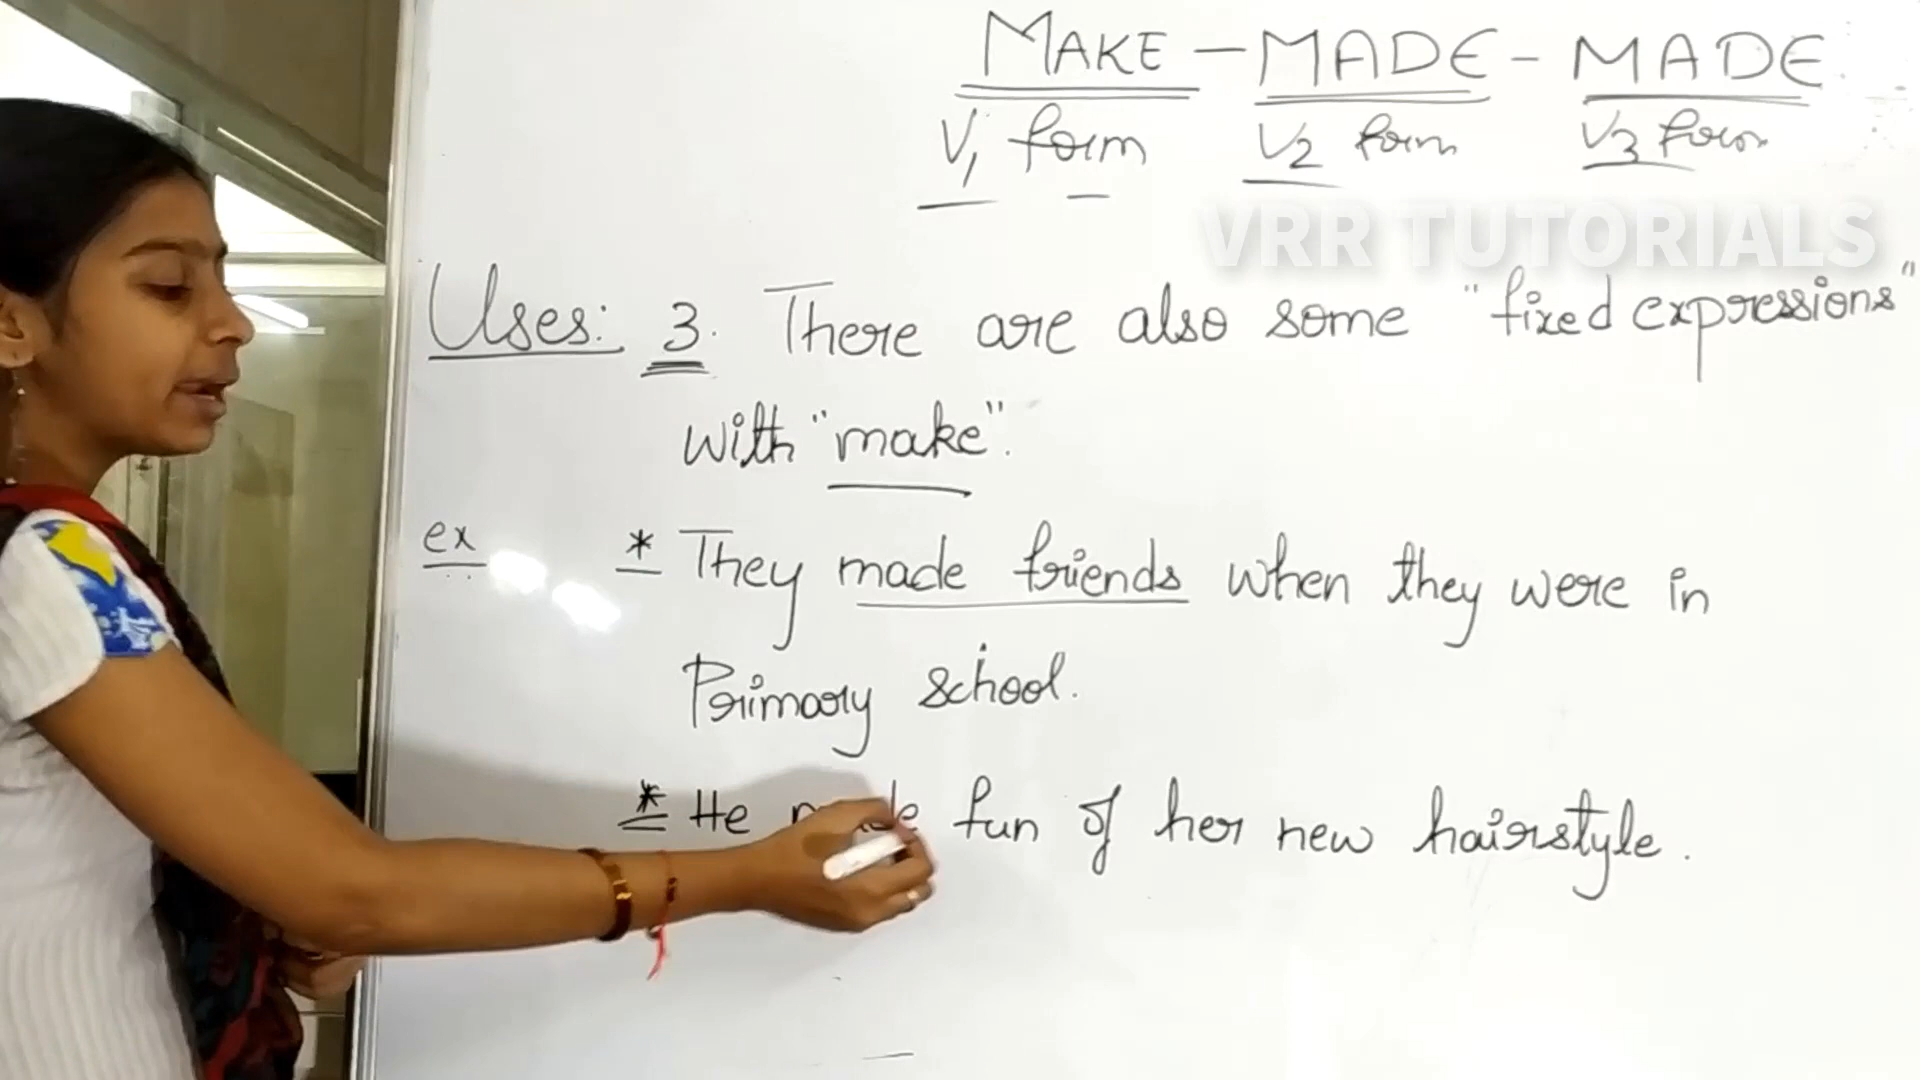 MAKE - MADE - MADE
V1 form V2 form V3 form
VRR TUTORIALS
Uses: 3. There are also some "fixed expressions"
with "make".
ex * They made friends when they were in
Primary school.
* He made fun of her new hairstyle.